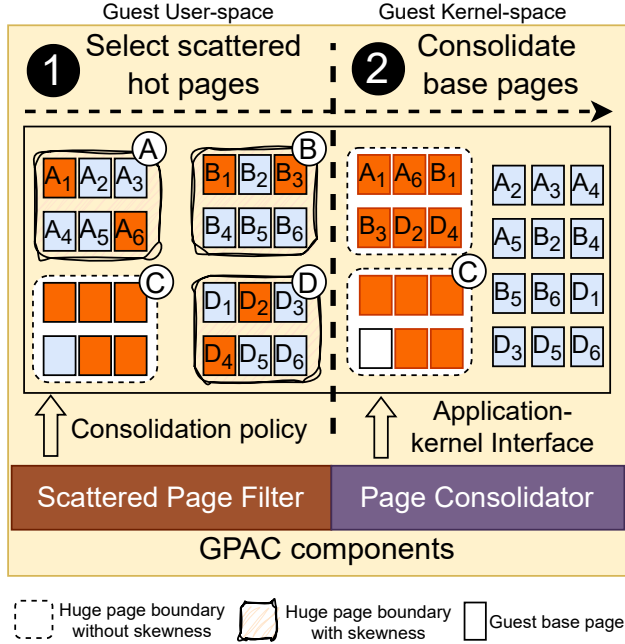 Guest User-space
Guest Kernel-space
1 Select scattered
hot pages
2 Consolidate
base pages
A
A1 A2 A3
A4 A5 A6
B
B1 B2 B3
B4 B5 B6
C
D
D1 D2 D3
D4 D5 D6
A1 A6 B1
B3 D2 D4
C
A2 A3 A4
A5 B2 B4
B5 B6 D1
D3 D5 D6
Consolidation policy
Application-
kernel Interface
Scattered Page Filter
Page Consolidator
GPAC components
Huge page boundary
without skewness
Huge page boundary
with skewness
Guest base page